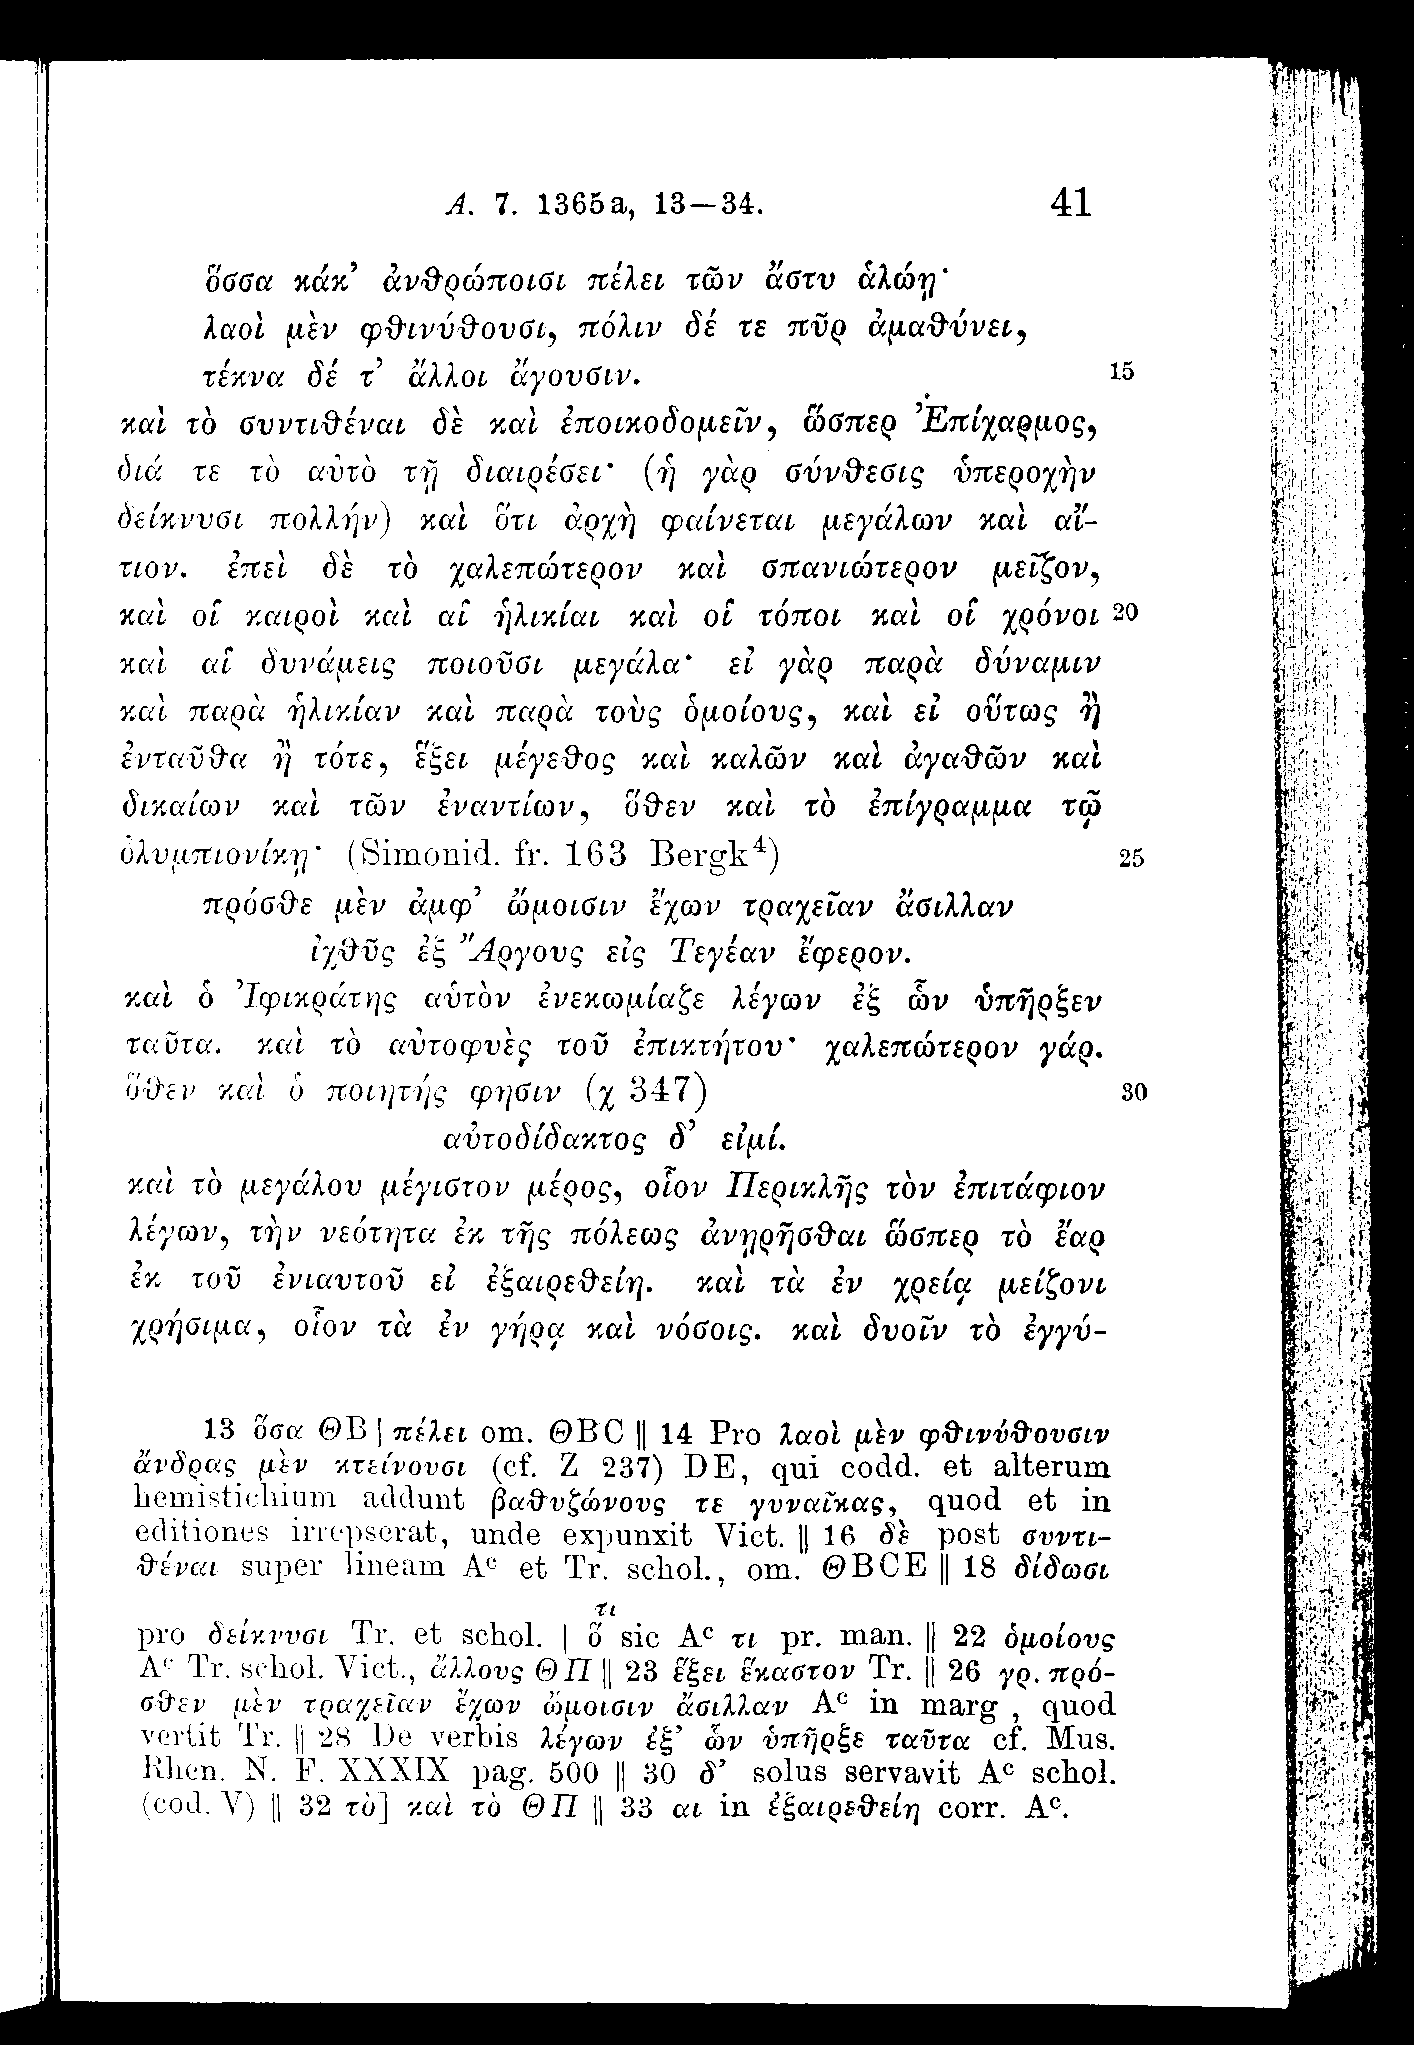 Α. 7. 1365a, 13—34. 41
ὅσσα κάκ’ ἀνθρώποισι πέλει τῶν ἄστυ ἁλώῃ·
λαοὶ μὲν φθινύθουσι, πόλιν δέ τε πῦρ ἀμαθύνει,
τέκνα δέ τ’ ἄλλοι ἄγουσιν. 15
καὶ τὸ συντιθέναι δὲ καὶ ἐποικοδομεῖν, ὥσπερ Ἐπίχαρμος,
διά τε τὸ αὐτὸ τῇ διαιρέσει· (ἡ γὰρ σύνθεσις ὑπεροχὴν
δείκνυσι πολλήν) καὶ ὅτι ἀρχὴ φαίνεται μεγάλων καὶ αἴ-
τιον. ἐπεὶ δὲ τὸ χαλεπώτερον καὶ σπανιώτερον μεῖζον,
καὶ οἱ καιροὶ καὶ αἱ ἡλικίαι καὶ οἱ τόποι καὶ οἱ χρόνοι 20
καὶ αἱ δυνάμεις ποιοῦσι μεγάλα· εἰ γὰρ παρὰ δύναμιν
καὶ παρὰ ἡλικίαν καὶ παρὰ τοὺς ὁμοίους, καὶ εἰ οὕτως ἢ
ἐνταῦθα ἢ τότε, ἕξει μέγεθος καὶ καλῶν καὶ ἀγαθῶν καὶ
δικαίων καὶ τῶν ἐναντίων, ὅθεν καὶ τὸ ἐπίγραμμα τῷ
ὀλυμπιονίκῃ· (Simonid. fr. 163 Bergk⁴) 25
πρόσθε μὲν ἀμφ’ ὤμοισιν ἔχων τραχεῖαν ἄσιλλαν
ἰχθῦς ἐξ Ἄργους εἰς Τεγέαν ἔφερον.
καὶ ὁ Ἰφικράτης αὑτὸν ἐνεκωμίαζε λέγων ἐξ ὧν ὑπῆρξεν
ταῦτα. καὶ τὸ αὐτοφυὲς τοῦ ἐπικτήτου· χαλεπώτερον γάρ.
ὅθεν καὶ ὁ ποιητής φησιν (χ 347) 30
αὐτοδίδακτος δ’ εἰμί.
καὶ τὸ μεγάλου μέγιστον μέρος, οἷον Περικλῆς τὸν ἐπιτάφιον
λέγων, τὴν νεότητα ἐκ τῆς πόλεως ἀνῃρῆσθαι ὥσπερ τὸ ἔαρ
ἐκ τοῦ ἐνιαυτοῦ εἰ ἐξαιρεθείη. καὶ τὰ ἐν χρείᾳ μείζονι
χρήσιμα, οἷον τὰ ἐν γήρᾳ καὶ νόσοις. καὶ δυοῖν τὸ ἐγγύ-
13 ὅσα ΘΒ | πέλει om. ΘΒC ‖ 14 Pro λαοὶ μὲν φθινύθουσιν
ἄνδρας μὲν κτείνουσι (cf. Z 237) DE, qui codd. et alterum
hemistichium addunt βαθυζώνους τε γυναῖκας, quod et in
editiones irrepserat, unde expunxit Vict. ‖ 16 δὲ post συντι-
θέναι super lineam Aᶜ et Tr. schol., om. ΘBCE ‖ 18 δίδωσι
τι
pro δείκνυσι Tr. et schol. | ὅ sic Aᶜ τι pr. man. ‖ 22 ὁμοίους
Aᶜ Tr. schol. Vict., ἄλλους ΘΠ ‖ 23 ἕξει ἕκαστον Tr. ‖ 26 γρ. πρό-
σθεν μὲν τραχεῖαν ἔχων ὤμοισιν ἄσιλλαν Aᶜ in marg , quod
vertit Tr. ‖ 28 De verbis λέγων ἐξ’ ὧν ὑπῆρξε ταῦτα cf. Mus.
Rhen. N. F. XXXIX pag. 500 ‖ 30 δ’ solus servavit Aᶜ schol.
(cod. V) ‖ 32 τὸ] καὶ τὸ ΘΠ ‖ 33 αι in ἐξαιρεθείη corr. Aᶜ.